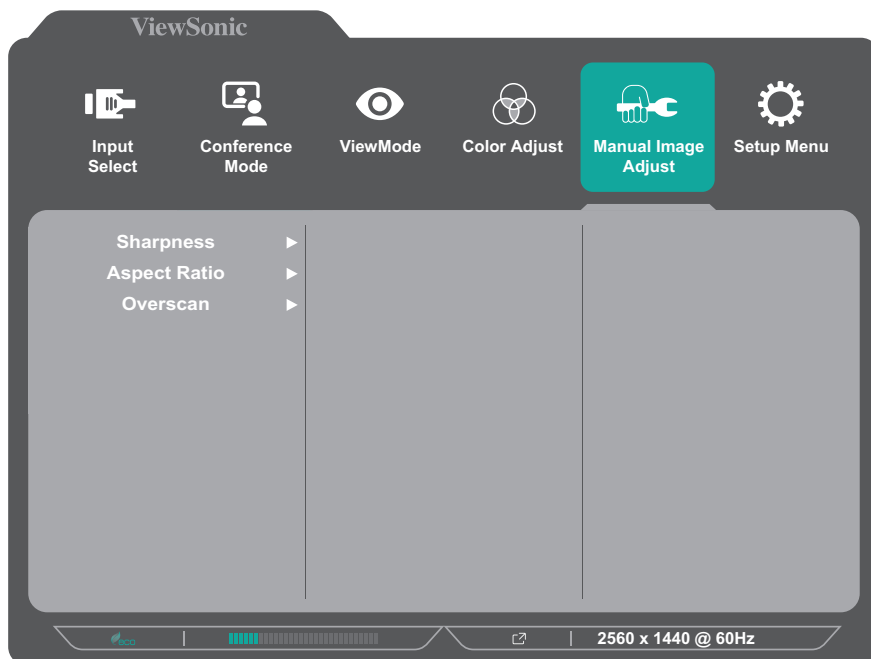 ViewSonic
Input
Select
Conference
Mode
ViewMode
Color Adjust
Manual Image
Adjust
Setup Menu
Sharpness
Aspect Ratio
Overscan
eco
2560 x 1440 @ 60Hz